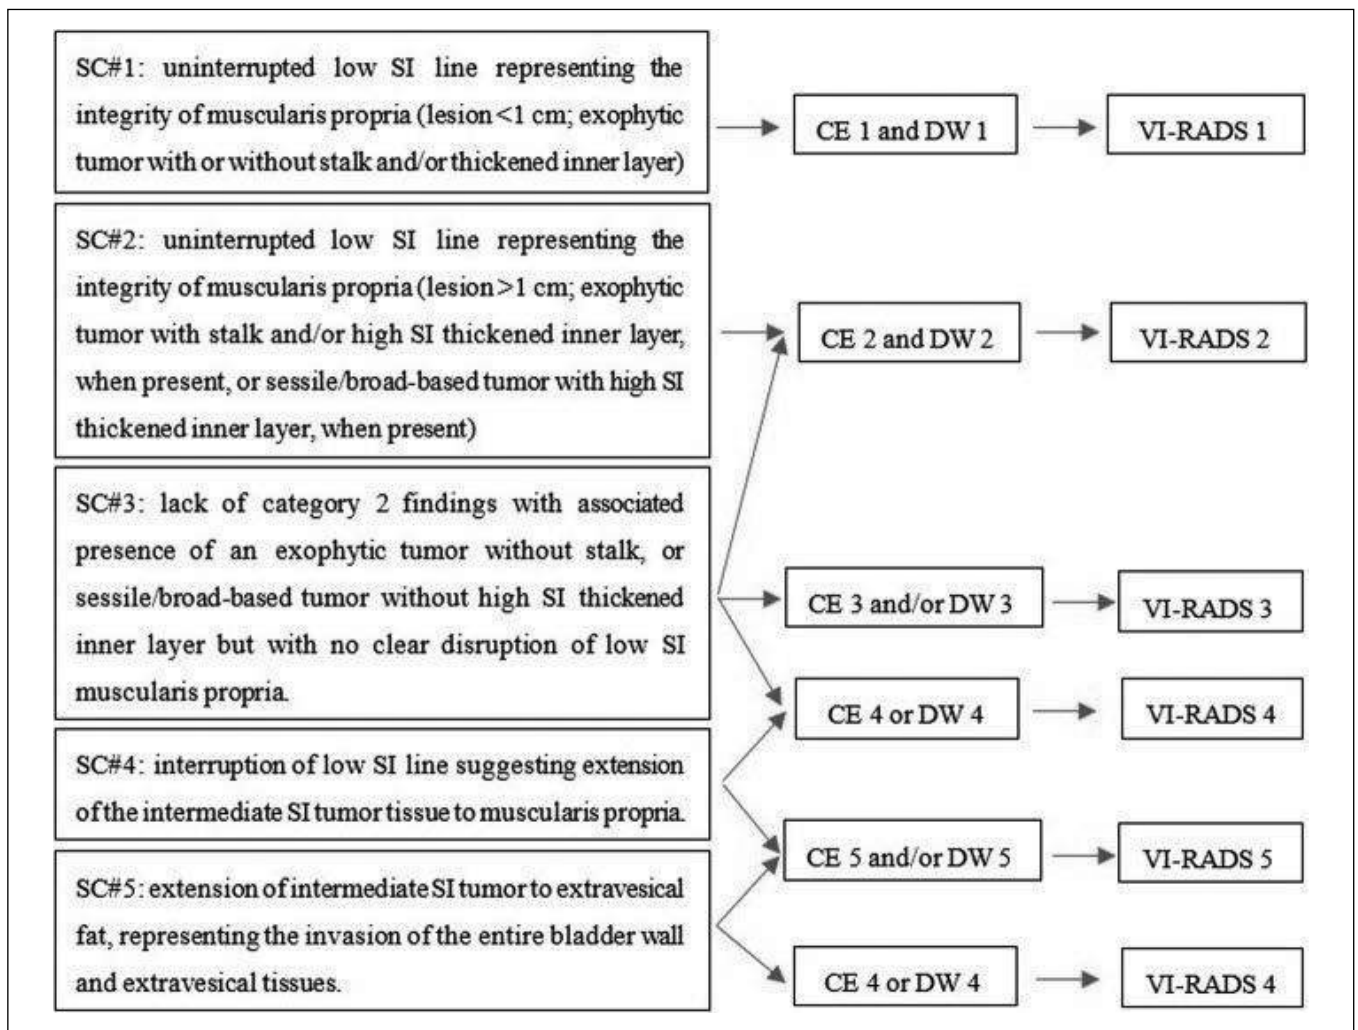 SC#1: uninterrupted low SI line representing the
integrity of muscularis propria (lesion <1 cm; exophytic
tumor with or without stalk and/or thickened inner layer)
CE 1 and DW 1
VI-RADS 1
SC#2: uninterrupted low SI line representing the
integrity of muscularis propria (lesion >1 cm; exophytic
tumor with stalk and/or high SI thickened inner layer,
when present, or sessile/broad-based tumor with high SI
thickened inner layer, when present)
CE 2 and DW 2
VI-RADS 2
SC#3: lack of category 2 findings with associated
presence of an exophytic tumor without stalk, or
sessile/broad-based tumor without high SI thickened
inner layer but with no clear disruption of low SI
muscularis propria.
CE 3 and/or DW 3
VI-RADS 3
CE 4 or DW 4
VI-RADS 4
SC#4: interruption of low SI line suggesting extension
of the intermediate SI tumor tissue to muscularis propria.
CE 5 and/or DW 5
VI-RADS 5
SC#5: extension of intermediate SI tumor to extravesical
fat, representing the invasion of the entire bladder wall
and extravesical tissues.
CE 4 or DW 4
VI-RADS 4